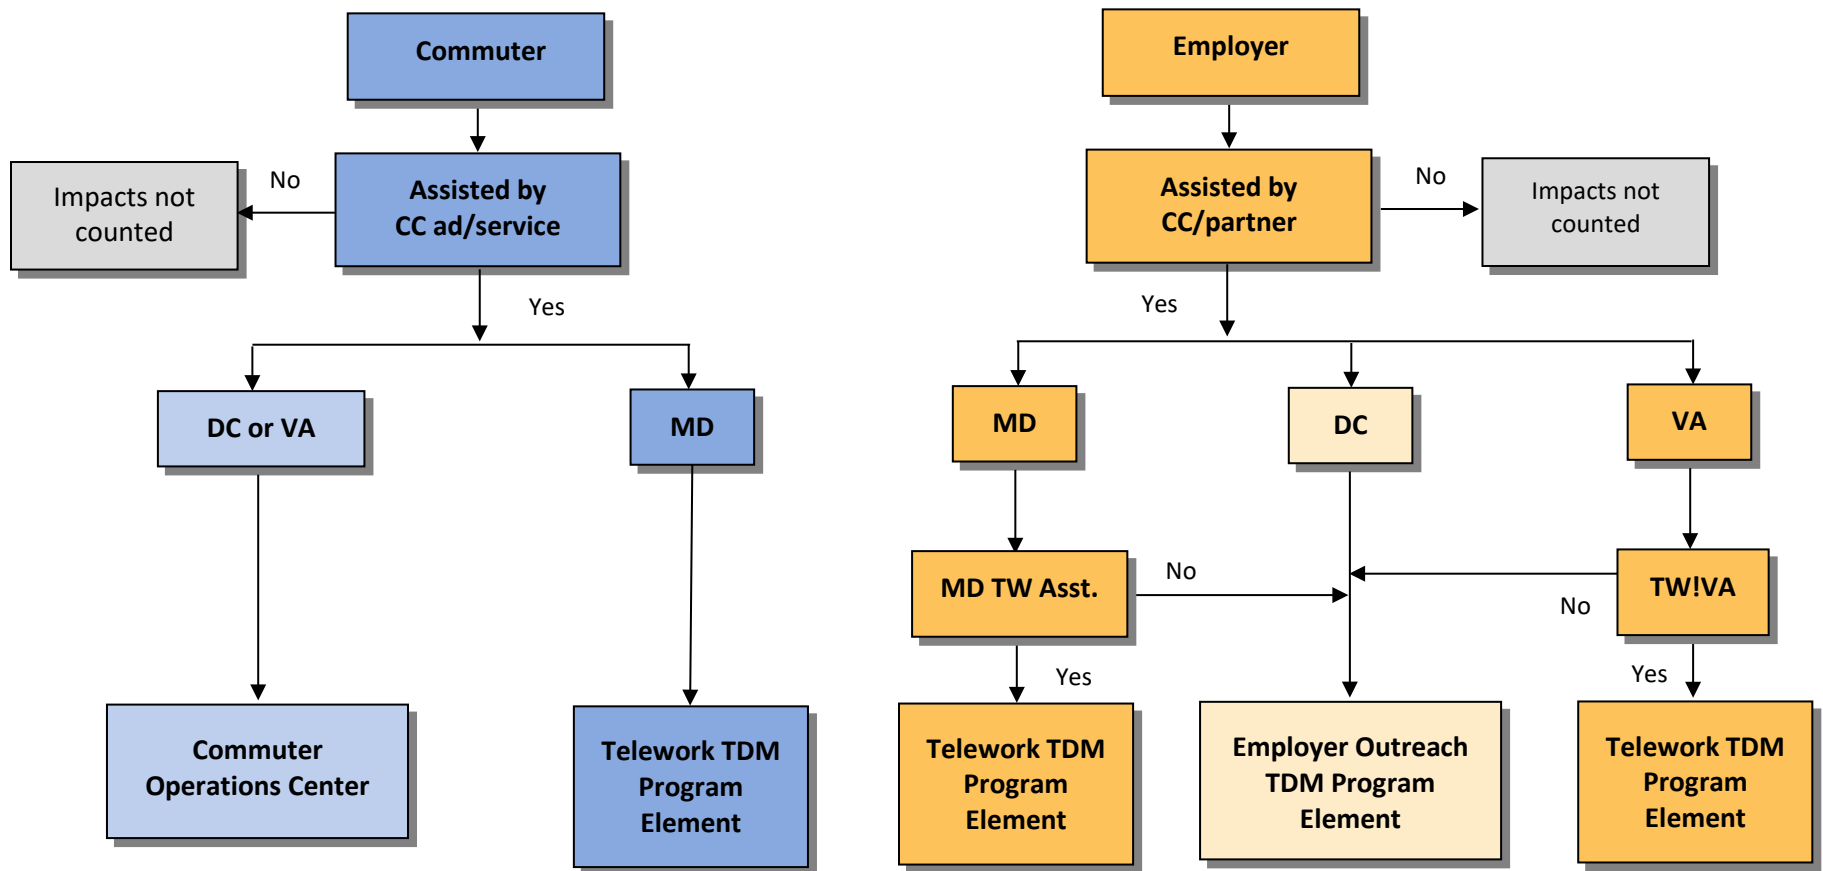 Commuter
Assisted by
CC ad/service
No
Impacts not
counted
Yes
DC or VA
MD
Commuter
Operations Center
Telework TDM
Program
Element
Employer
Assisted by
CC/partner
No
Impacts not
counted
Yes
MD
DC
VA
MD TW Asst.
No
TW!VA
No
Yes
Yes
Telework TDM
Program
Element
Employer Outreach
TDM Program
Element
Telework TDM
Program
Element